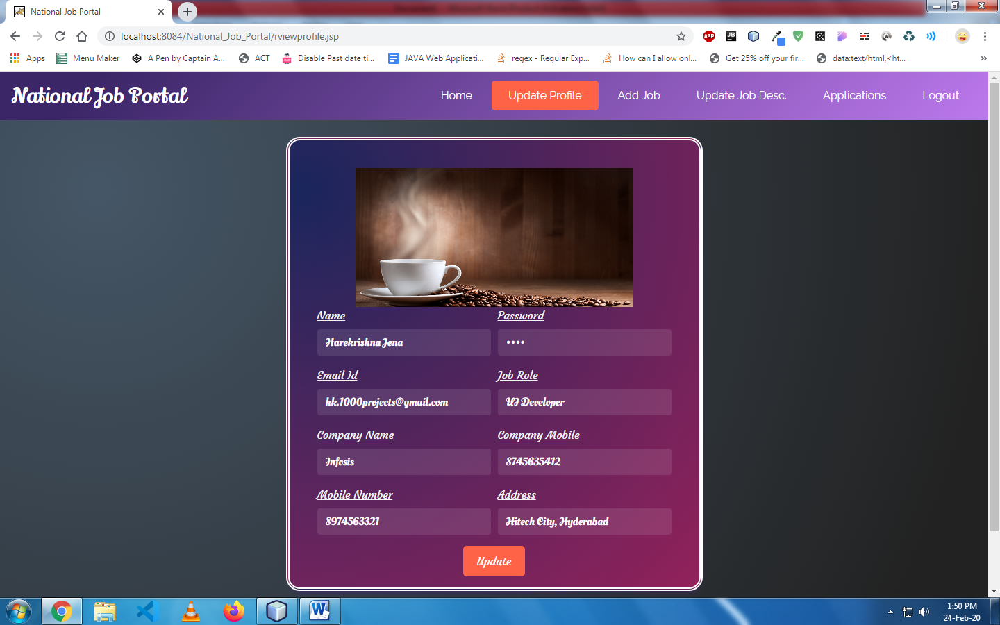 National Job Portal
localhost:8084/National_Job_Portal/rviewprofile.jsp
ABP
JB
Apps
Menu Maker
A Pen by Captain A...
ACT
Disable Past date ti...
JAVA Web Applicati...
regex - Regular Exp...
How can I allow onl...
Get 25% off your fir...
data:text/html,<ht...
»
National Job Portal
Home
Update Profile
Add Job
Update Job Desc.
Applications
Logout
Name
Password
Harekrishna Jena
••••
Email Id
Job Role
hk.1000projects@gmail.com
UI Developer
Company Name
Company Mobile
Infosis
8745635412
Mobile Number
Address
8974563321
Hitech City, Hyderabad
Update
W
1:50 PM
24-Feb-20